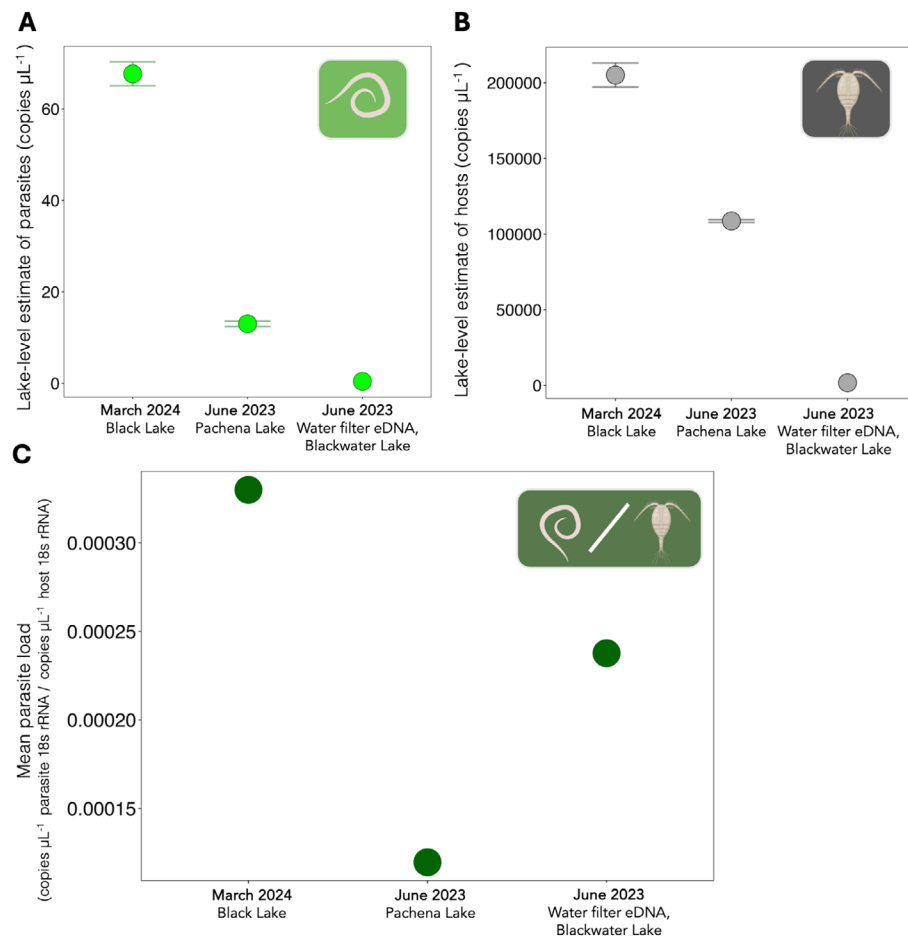 A
Lake-level estimate of parasites (copies µL⁻¹ )
60
40
20
0
March 2024
Black Lake
June 2023
Pachena Lake
June 2023
Water filter eDNA,
Blackwater Lake
B
Lake-level estimate of hosts (copies µL⁻¹ )
200000
150000
100000
50000
0
March 2024
Black Lake
June 2023
Pachena Lake
June 2023
Water filter eDNA,
Blackwater Lake
C
Mean parasite load
(copies µL⁻¹ parasite 18s rRNA / copies µL⁻¹ host 18s rRNA)
0.00030
0.00025
0.00020
0.00015
March 2024
Black Lake
June 2023
Pachena Lake
June 2023
Water filter eDNA,
Blackwater Lake